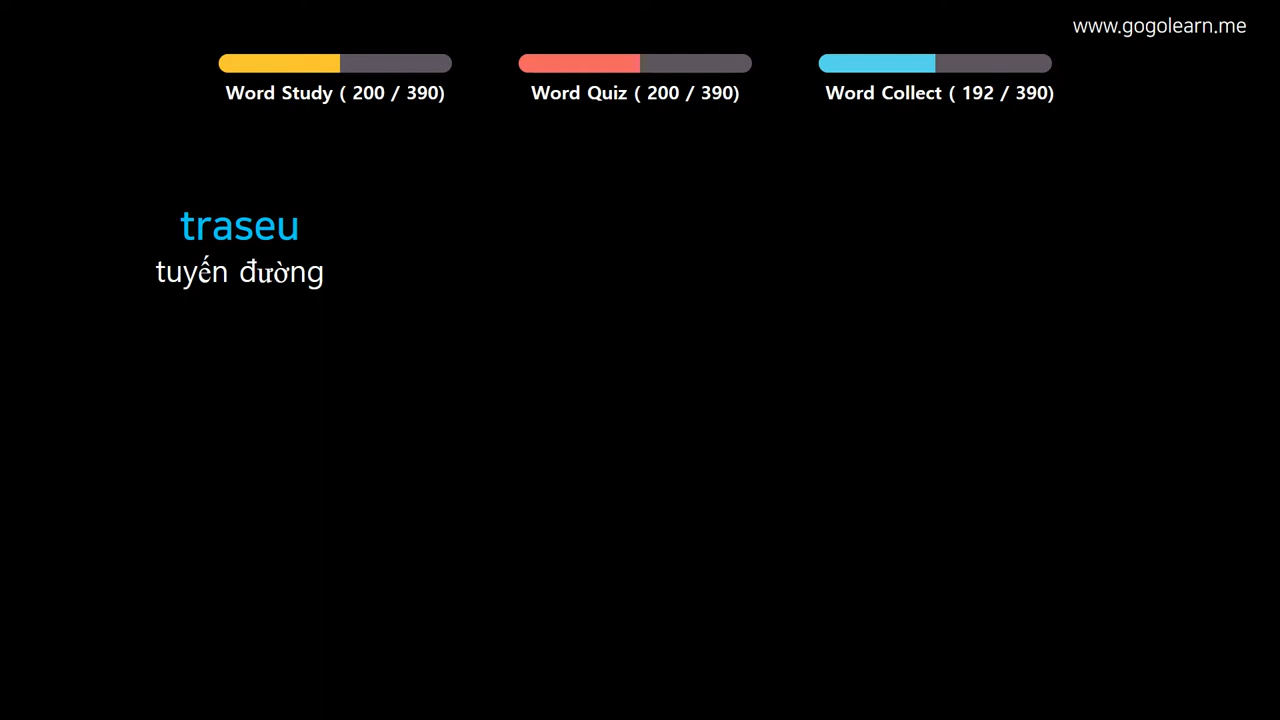 www.gogolearn.me
Word Study ( 200 / 390)
Word Quiz ( 200 / 390)
Word Collect ( 192 / 390)
traseu
tuyến đường